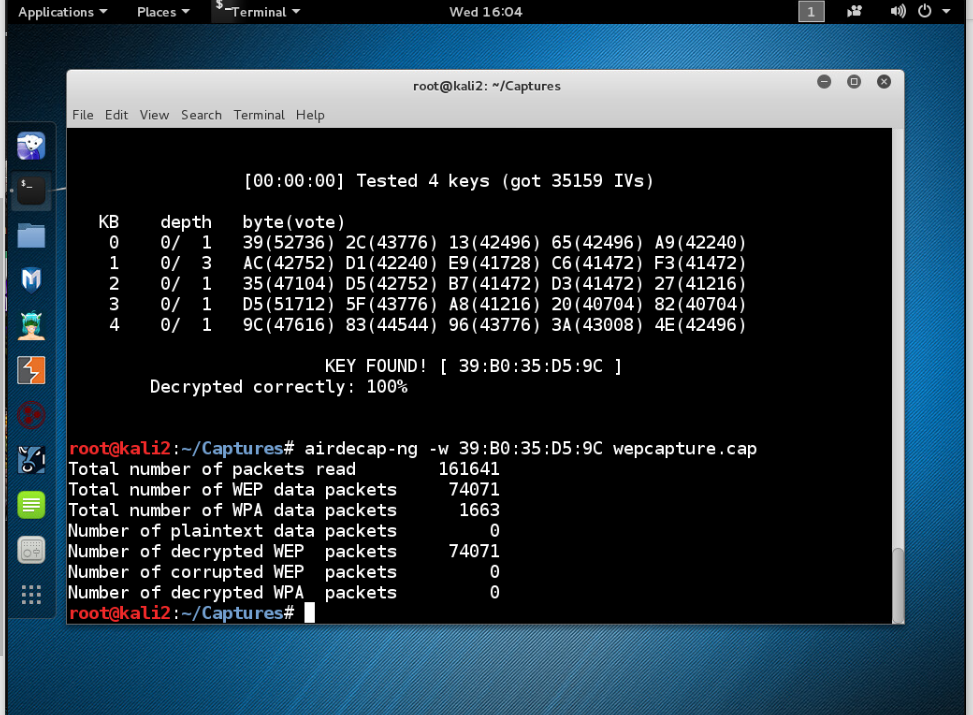 Applications Places Terminal Wed 16:04 1
root@kali2: ~/Captures
File Edit View Search Terminal Help
[00:00:00] Tested 4 keys (got 35159 IVs)
KB depth byte(vote)
0 0/ 1 39(52736) 2C(43776) 13(42496) 65(42496) A9(42240)
1 0/ 3 AC(42752) D1(42240) E9(41728) C6(41472) F3(41472)
2 0/ 1 35(47104) D5(42752) B7(41472) D3(41472) 27(41216)
3 0/ 1 D5(51712) 5F(43776) A8(41216) 20(40704) 82(40704)
4 0/ 1 9C(47616) 83(44544) 96(43776) 3A(43008) 4E(42496)
KEY FOUND! [ 39:B0:35:D5:9C ]
Decrypted correctly: 100%
root@kali2:~/Captures# airdecap-ng -w 39:B0:35:D5:9C wepcapture.cap
Total number of packets read 161641
Total number of WEP data packets 74071
Total number of WPA data packets 1663
Number of plaintext data packets 0
Number of decrypted WEP packets 74071
Number of corrupted WEP packets 0
Number of decrypted WPA packets 0
root@kali2:~/Captures#